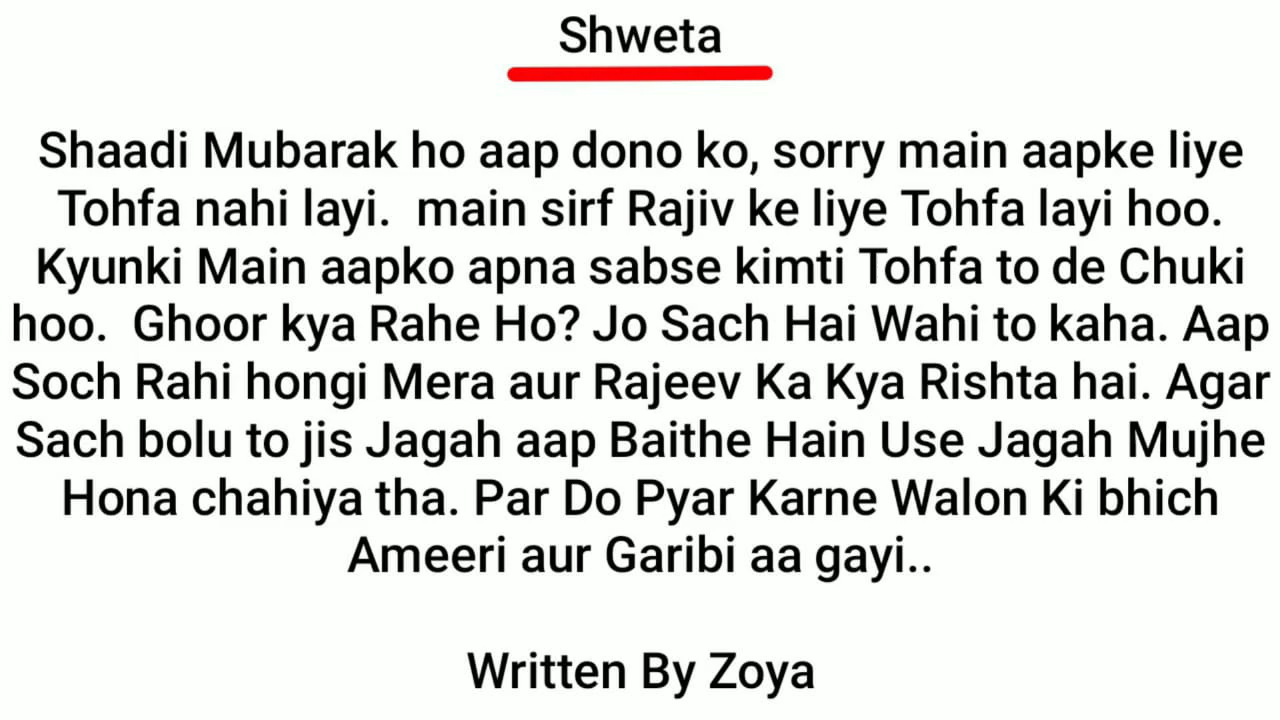 Shweta
Shaadi Mubarak ho aap dono ko, sorry main aapke liye
Tohfa nahi layi.  main sirf Rajiv ke liye Tohfa layi hoo.
Kyunki Main aapko apna sabse kimti Tohfa to de Chuki
hoo.  Ghoor kya Rahe Ho? Jo Sach Hai Wahi to kaha. Aap
Soch Rahi hongi Mera aur Rajeev Ka Kya Rishta hai. Agar
Sach bolu to jis Jagah aap Baithe Hain Use Jagah Mujhe
Hona chahiya tha. Par Do Pyar Karne Walon Ki bhich
Ameeri aur Garibi aa gayi..
Written By Zoya